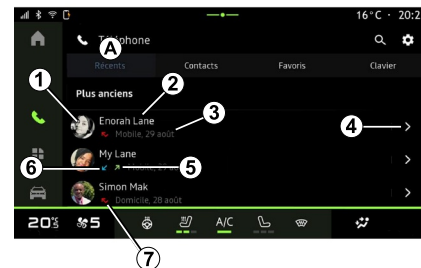 16°C · 20:2
Téléphone
A
Récents Contacts Favoris Clavier
Plus anciens
1 2 3 4
Enorah Lane
Mobile, 29 août
My Lane
6 5
Mobile, 29 août
Simon Mak
Domicile, 28 août
20°C 5 A/C
7